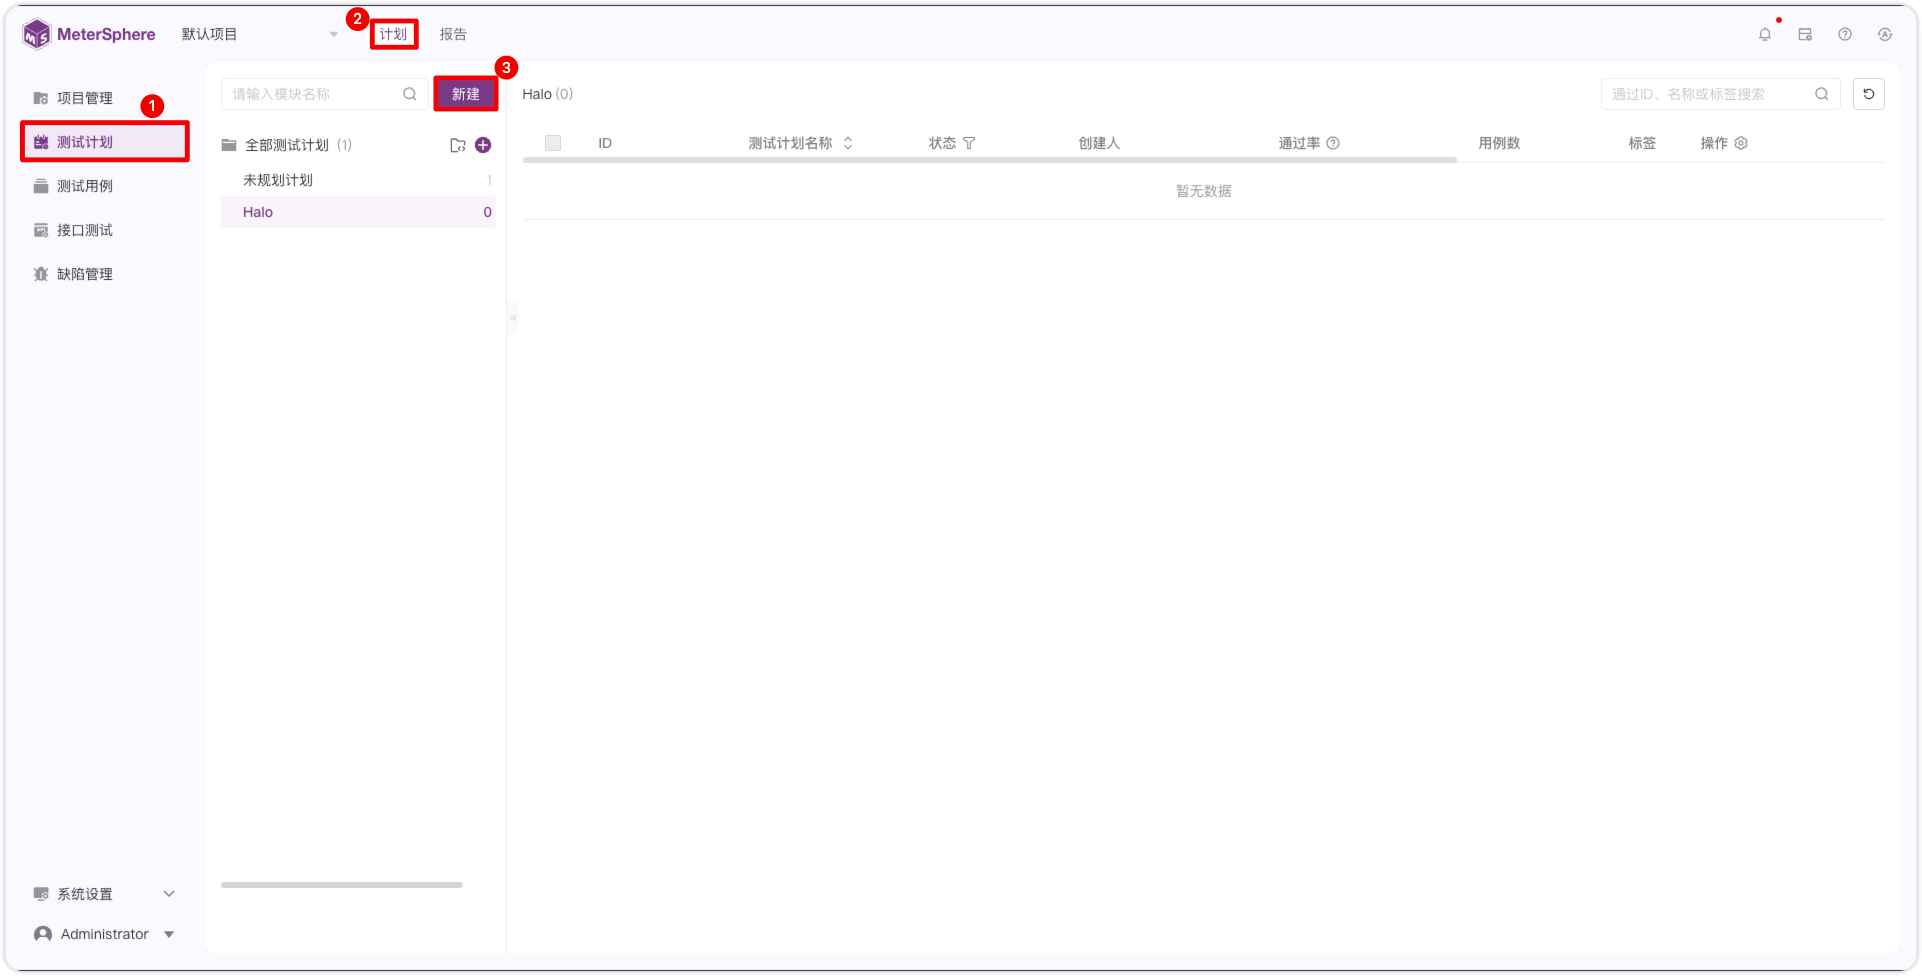 MeterSphere
默认项目
2
计划
报告
项目管理
1
测试计划
测试用例
接口测试
缺陷管理
请输入模块名称
新建
3
全部测试计划 (1)
未规划计划 1
Halo 0
Halo (0)
通过ID、名称或标签搜索
ID 测试计划名称 状态 创建人 通过率 用例数 标签 操作
暂无数据
系统设置
Administrator